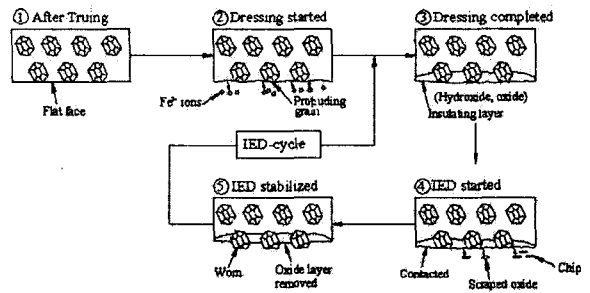 ① After Truing
Flat face
② Dressing started
Fe²⁺ ions
Protruding
grain
③ Dressing completed
(Hydroxide, oxide)
Insulating layer
IED-cycle
④ IED started
Contacted
Scraped oxide
Chip
⑤ IED stabilized
Worn
Oxide layer
removed